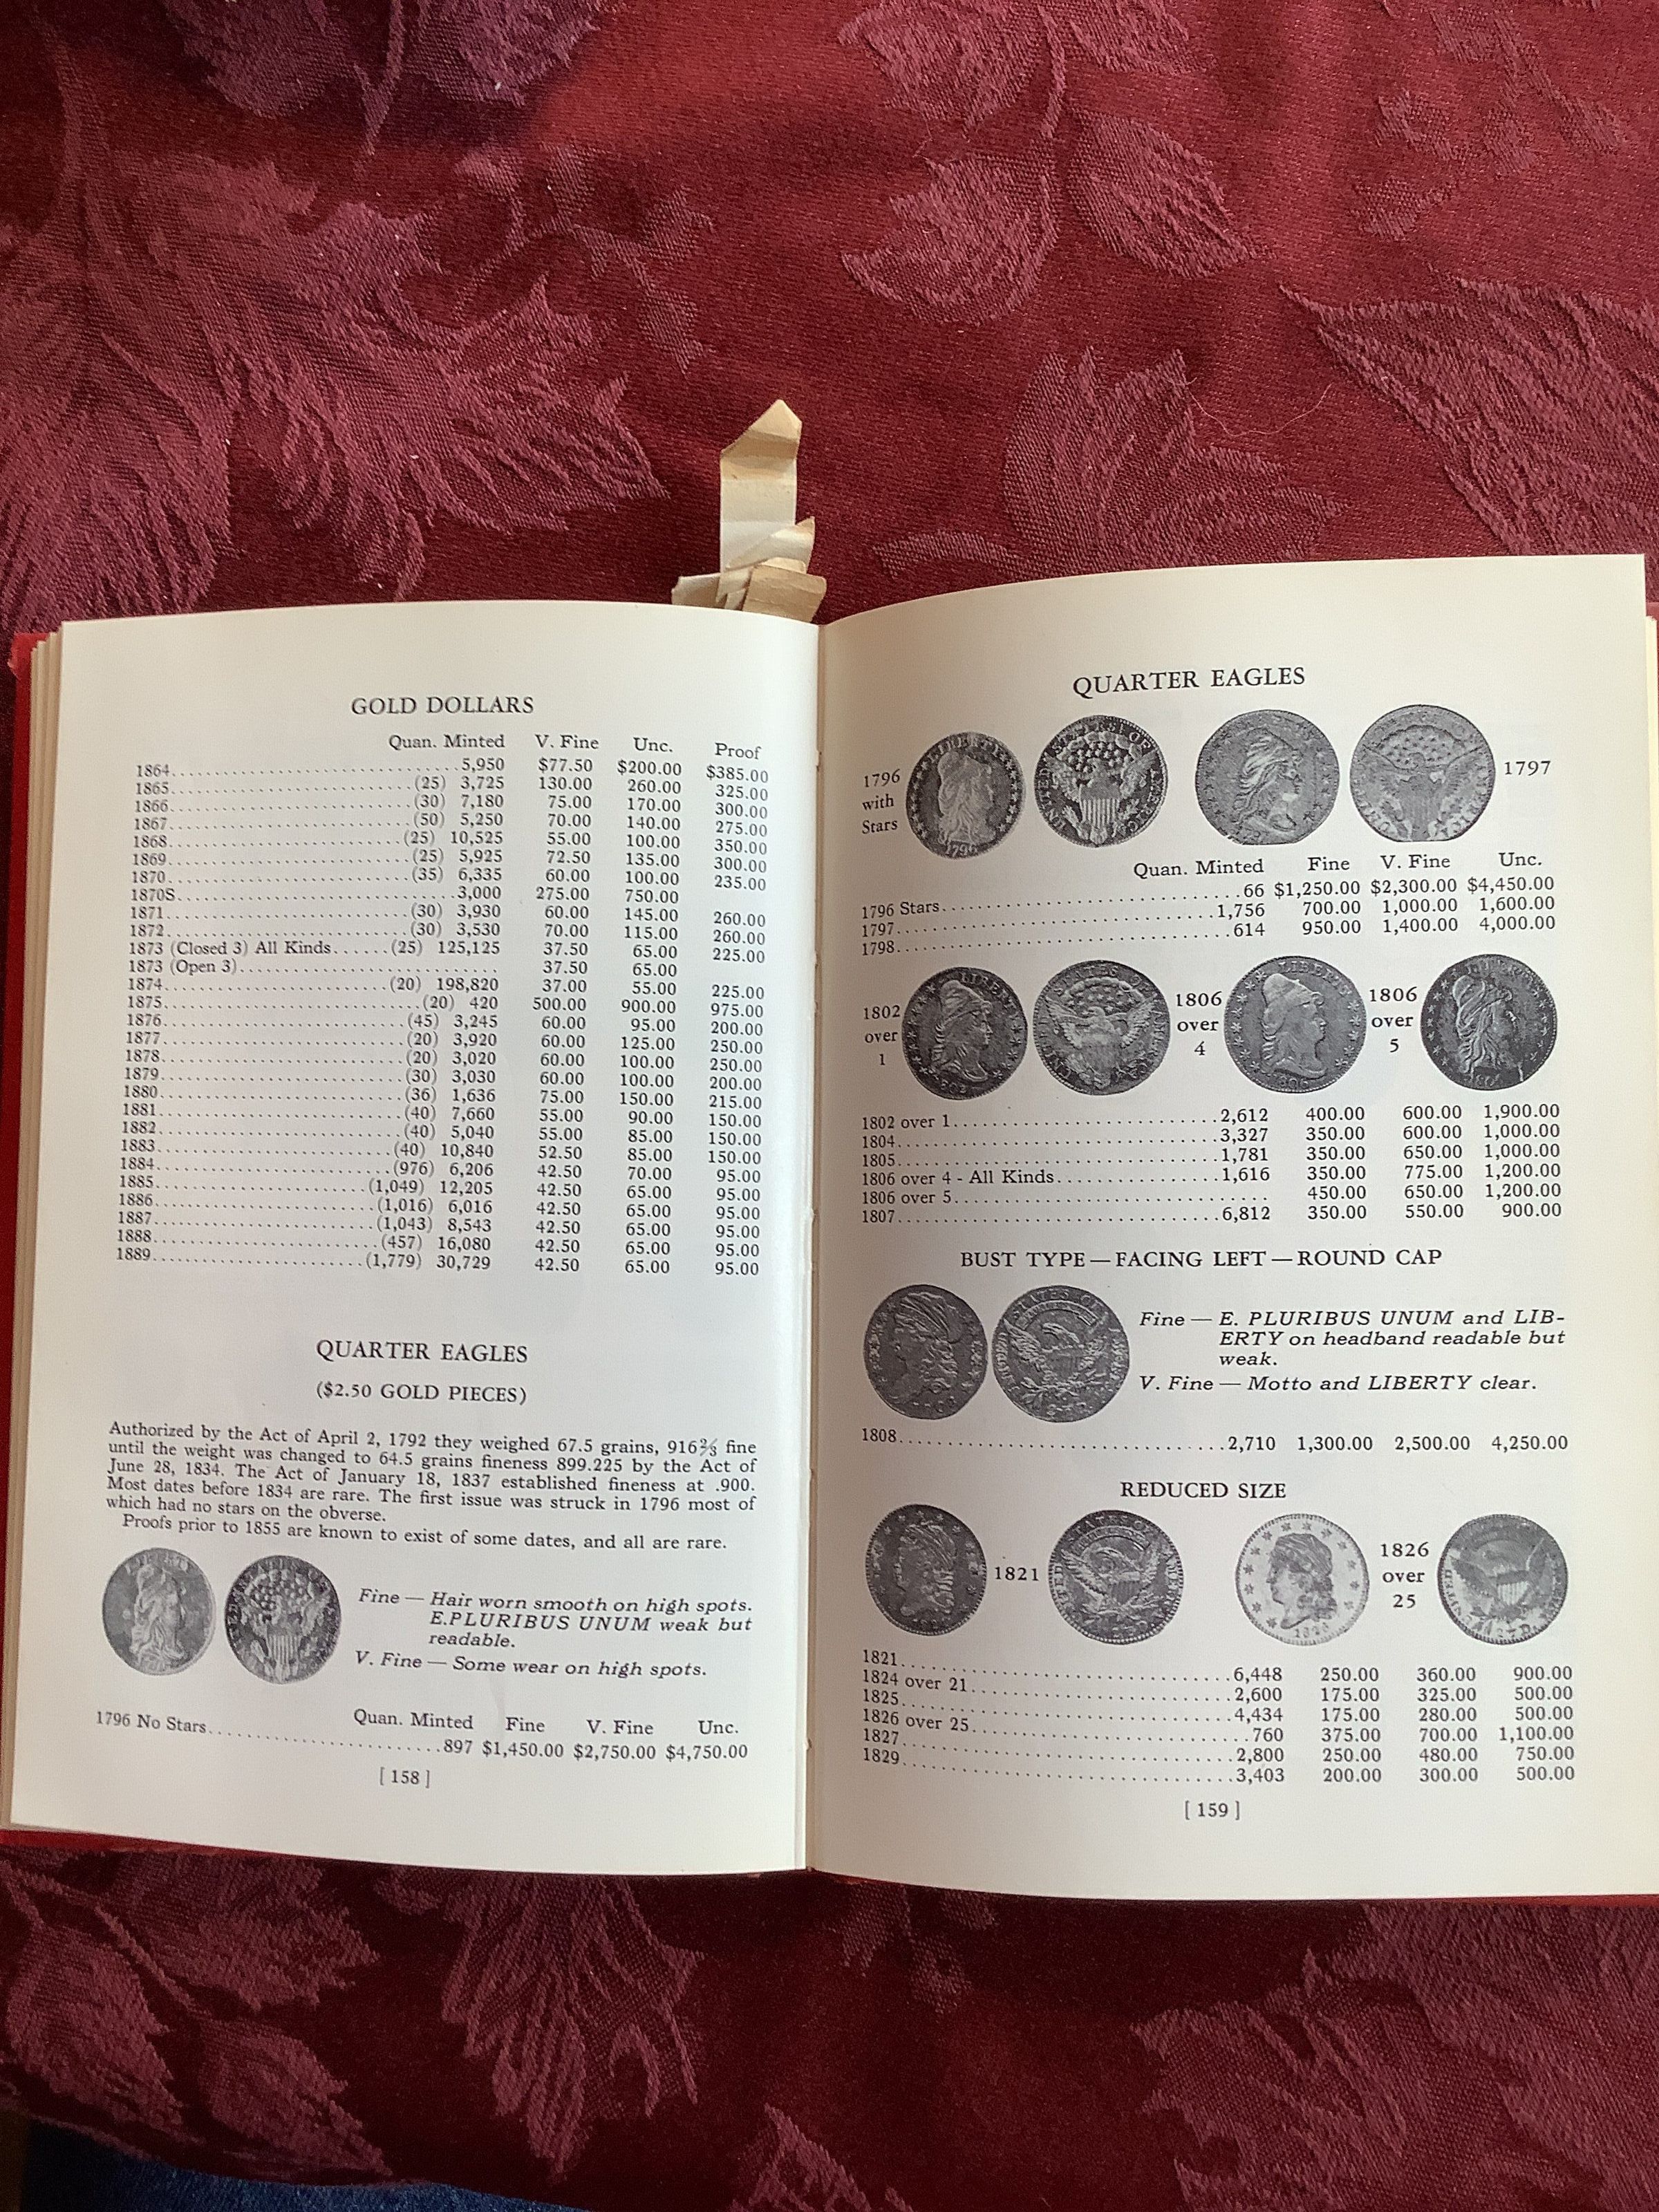 GOLD DOLLARS
Quan. Minted V. Fine Unc. Proof
1864 5,950 $77.50 $200.00 $385.00
1865 (25) 3,725 130.00 260.00 325.00
1866 (30) 7,180 75.00 170.00 300.00
1867 (50) 5,250 70.00 140.00 275.00
1868 (25) 10,525 55.00 100.00 350.00
1869 (25) 5,925 72.50 135.00 300.00
1870 (35) 6,335 60.00 100.00 235.00
1870S 3,000 275.00 750.00
1871 (30) 3,930 60.00 145.00 260.00
1872 (30) 3,530 70.00 115.00 260.00
1873 (Closed 3) All Kinds (25) 125,125 37.50 65.00 225.00
1873 (Open 3) 37.50 65.00
1874 (20) 198,820 37.00 55.00 225.00
1875 (20) 420 500.00 900.00 975.00
1876 (45) 3,245 60.00 95.00 200.00
1877 (20) 3,920 60.00 125.00 250.00
1878 (20) 3,020 60.00 100.00 250.00
1879 (30) 3,030 60.00 100.00 200.00
1880 (36) 1,636 75.00 150.00 215.00
1881 (40) 7,660 55.00 90.00 150.00
1882 (40) 5,040 55.00 85.00 150.00
1883 (40) 10,840 52.50 85.00 150.00
1884 (976) 6,206 42.50 70.00 95.00
1885 (1,049) 12,205 42.50 65.00 95.00
1886 (1,016) 6,016 42.50 65.00 95.00
1887 (1,043) 8,543 42.50 65.00 95.00
1888 (457) 16,080 42.50 65.00 95.00
1889 (1,779) 30,729 42.50 65.00 95.00
QUARTER EAGLES
($2.50 GOLD PIECES)
Authorized by the Act of April 2, 1792 they weighed 67.5 grains, 916⅔ fine
until the weight was changed to 64.5 grains fineness 899.225 by the Act of
June 28, 1834. The Act of January 18, 1837 established fineness at .900.
Most dates before 1834 are rare. The first issue was struck in 1796 most of
which had no stars on the obverse.
Proofs prior to 1855 are known to exist of some dates, and all are rare.
Fine — Hair worn smooth on high spots.
E.PLURIBUS UNUM weak but
readable.
V. Fine — Some wear on high spots.
Quan. Minted Fine V. Fine Unc.
1796 No Stars 897 $1,450.00 $2,750.00 $4,750.00
[ 158 ]
QUARTER EAGLES
1796
with
Stars
1797
Quan. Minted Fine V. Fine Unc.
1796 Stars 66 $1,250.00 $2,300.00 $4,450.00
1797 1,756 700.00 1,000.00 1,600.00
1798 614 950.00 1,400.00 4,000.00
1802
over
1
1806
over
4
1806
over
5
1802 over 1 2,612 400.00 600.00 1,900.00
1804 3,327 350.00 600.00 1,000.00
1805 1,781 350.00 650.00 1,000.00
1806 over 4 - All Kinds 1,616 350.00 775.00 1,200.00
1806 over 5 450.00 650.00 1,200.00
1807 6,812 350.00 550.00 900.00
BUST TYPE — FACING LEFT — ROUND CAP
Fine — E. PLURIBUS UNUM and LIB-
ERTY on headband readable but
weak.
V. Fine — Motto and LIBERTY clear.
1808 2,710 1,300.00 2,500.00 4,250.00
REDUCED SIZE
1821
1826
over
25
1821 6,448 250.00 360.00 900.00
1824 over 21 2,600 175.00 325.00 500.00
1825 4,434 175.00 280.00 500.00
1826 over 25 760 375.00 700.00 1,100.00
1827 2,800 250.00 480.00 750.00
1829 3,403 200.00 300.00 500.00
[ 159 ]